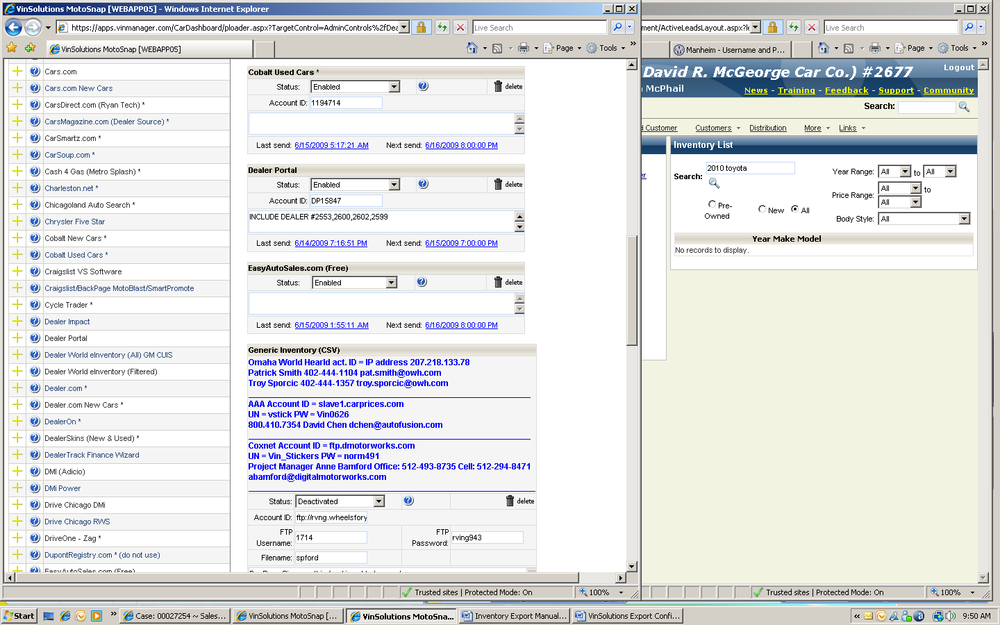 VinSolutions MotoSnap [WEBAPP05] - Windows Internet Explorer
https://apps.vinmanager.com/CarDashboard/ploader.aspx?TargetControl=AdminControls%2fDea
Live Search
VinSolutions MotoSnap [WEBAPP05]
Page
Tools
»
Cars.com
Cars.com New Cars
CarsDirect.com (Ryan Tech) *
CarsMagazine.com (Dealer Source) *
CarSmartz.com *
CarSoup.com *
Cash 4 Gas (Metro Splash) *
Charleston.net *
Chicagoland Auto Search *
Chrysler Five Star
Cobalt New Cars *
Cobalt Used Cars *
Craigslist VS Software
Craigslist/BackPage MotoBlast/SmartPromote
Cycle Trader *
Dealer Impact
Dealer Portal
Dealer World eInventory (All) GM CUIS
Dealer World eInventory (Filtered)
Dealer.com *
Dealer.com New Cars *
DealerOn *
DealerSkins (New & Used) *
DealerTrack Finance Wizard
DMI (Adicio)
DMi Power
Drive Chicago DMi
Drive Chicago RWS
DriveOne - Zag *
DupontRegistry.com * (do not use)
EasyAutoSales.com (Free)
Cobalt Used Cars *
Status: Enabled delete
Account ID: 1194714
Last send: 6/15/2009 5:17:21 AM Next send: 6/16/2009 8:00:00 PM
Dealer Portal
Status: Enabled delete
Account ID: DP15847
INCLUDE DEALER #2553,2600,2602,2599
Last send: 6/14/2009 7:16:51 PM Next send: 6/15/2009 7:00:00 PM
EasyAutoSales.com (Free)
Status: Enabled delete
Last send: 6/15/2009 1:55:11 AM Next send: 6/16/2009 8:00:00 PM
Generic Inventory (CSV)
Omaha World Hearld act. ID = IP address 207.218.133.78
Patrick Smith 402-444-1104 pat.smith@owh.com
Troy Sporcic 402-444-1357 troy.sporcic@owh.com
AAA Account ID = slave1.carprices.com
UN = vstick PW = Vin0626
800.410.7354 David Chen dchen@autofusion.com
Coxnet Account ID = ftp.dmotorworks.com
UN = Vin_Stickers PW = norm491
Project Manager Anne Bamford Office: 512-493-8735 Cell: 512-294-8471
abamford@digitalmotorworks.com
Status: Deactivated delete
Account ID: ftp://rvng.wheelsfory
FTP Username: 1714 FTP Password: rving943
Filename: spford
Trusted sites | Protected Mode: On
100%
ment/ActiveLeadsLayout.aspx?le
Live Search
Manheim - Username and P...
Page
Tools
»
(David R. McGeorge Car Co.) #2677
Logout
McPhail
News - Training - Feedback - Support - Community
Search:
d Customer Customers Distribution More Links
er
Inventory List
Search: 2010 toyota
Pre-Owned New All
Year Range: All to All
Price Range: All to All
Body Style: All
Year Make Model
No records to display.
Trusted sites | Protected Mode: On
100%
Start
»
Case: 00027254 ~ Sales...
VinSolutions MotoSnap [...
VinSolutions MotoSna...
Inventory Export Manual...
VinSolutions Export Confi...
«
9:50 AM